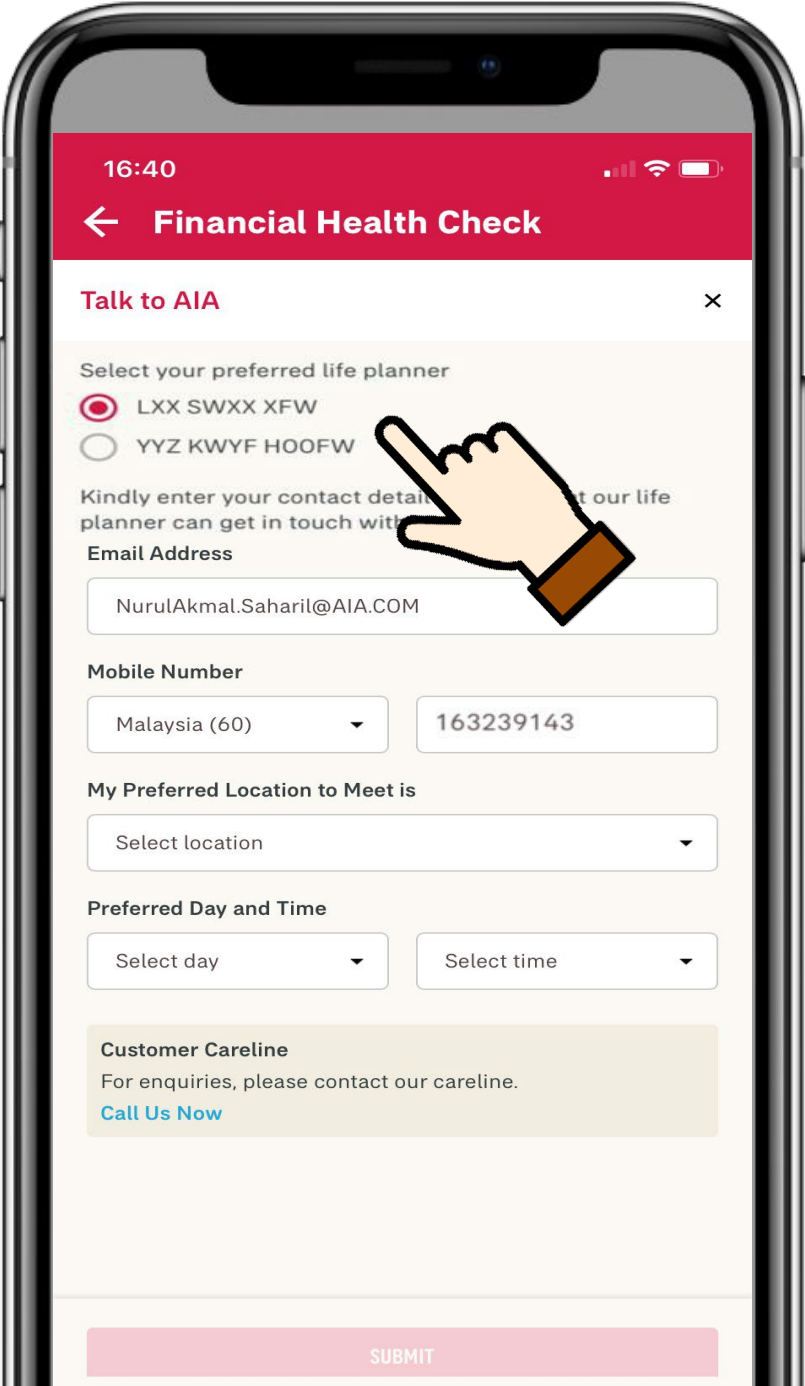 16:40
Financial Health Check
Talk to AIA
Select your preferred life planner
LXX SWXX XFW
YYZ KWYF HOOFW
Kindly enter your contact our life
planner can get in touch
Email Address
NurulAkmal.Saharil@AIA.COM
Mobile Number
Malaysia (60)
163239143
My Preferred Location to Meet is
Select location
Preferred Day and Time
Select day
Select time
Customer Careline
For enquiries, please contact our careline.
Call Us Now
SUBMIT